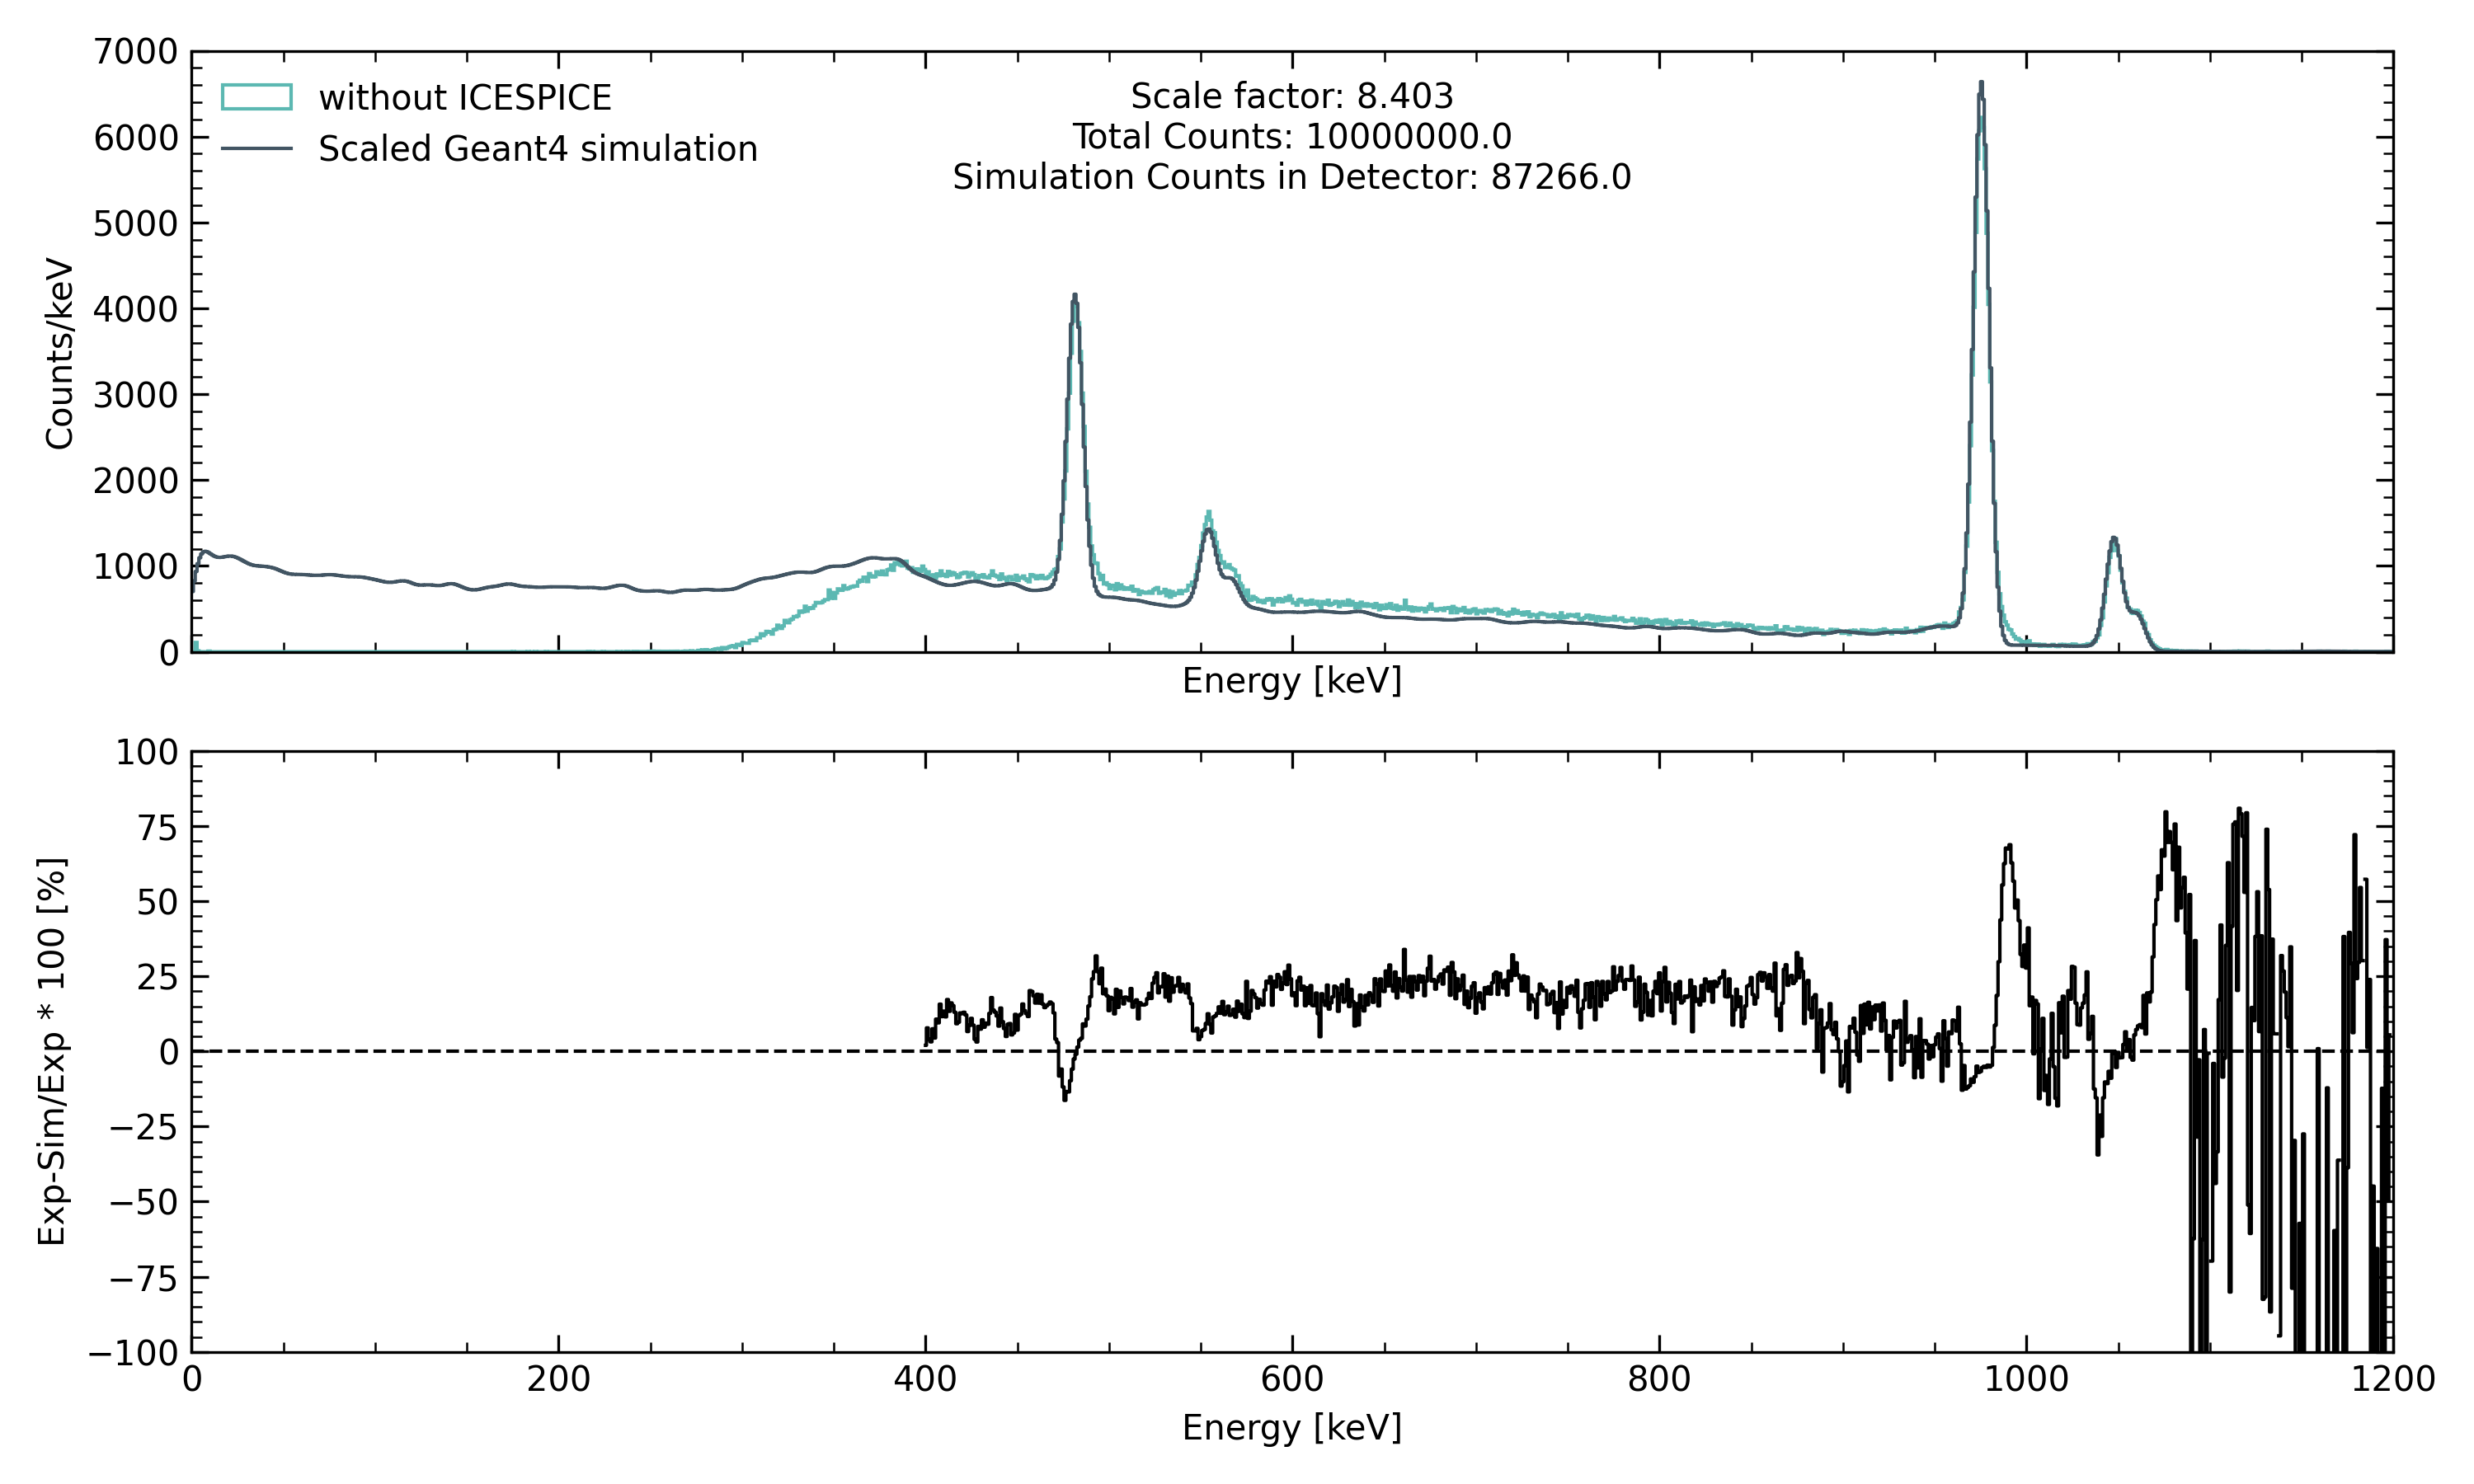 7000
6000
5000
4000
3000
2000
1000
0
Counts/keV
without ICESPICE
Scaled Geant4 simulation
Scale factor: 8.403
Total Counts: 10000000.0
Simulation Counts in Detector: 87266.0
Energy [keV]
100
75
50
25
0
−25
−50
−75
−100
Exp-Sim/Exp * 100 [%]
0 200 400 600 800 1000 1200
Energy [keV]